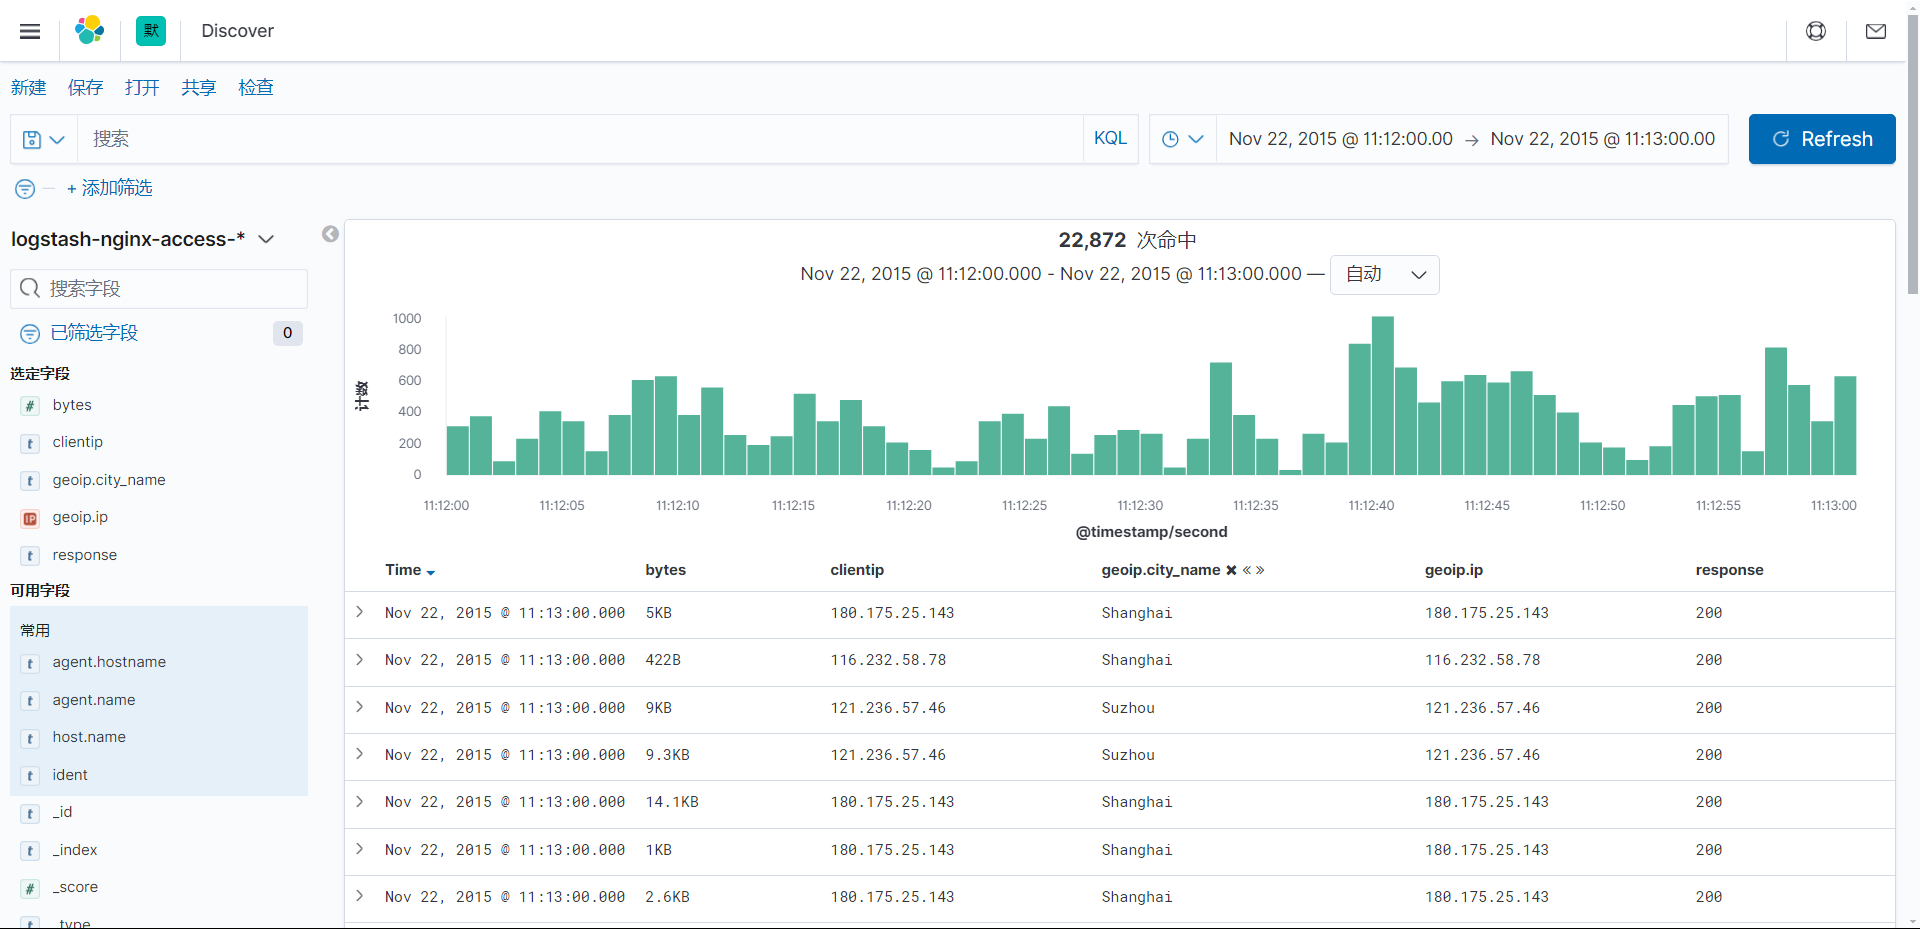 默
Discover
新建 保存 打开 共享 检查
搜索
KQL
Nov 22, 2015 @ 11:12:00.00 → Nov 22, 2015 @ 11:13:00.00
Refresh
+ 添加筛选
logstash-nginx-access-*
搜索字段
已筛选字段 0
选定字段
# bytes
t clientip
t geoip.city_name
IP geoip.ip
t response
可用字段
常用
t agent.hostname
t agent.name
t host.name
t ident
t _id
t _index
# _score
t _type
22,872 次命中
Nov 22, 2015 @ 11:12:00.000 - Nov 22, 2015 @ 11:13:00.000 — 自动
计数
1000
800
600
400
200
0
11:12:00 11:12:05 11:12:10 11:12:15 11:12:20 11:12:25 11:12:30 11:12:35 11:12:40 11:12:45 11:12:50 11:12:55 11:13:00
@timestamp/second
Time bytes clientip geoip.city_name ✖ « » geoip.ip response
Nov 22, 2015 @ 11:13:00.000 5KB 180.175.25.143 Shanghai 180.175.25.143 200
Nov 22, 2015 @ 11:13:00.000 422B 116.232.58.78 Shanghai 116.232.58.78 200
Nov 22, 2015 @ 11:13:00.000 9KB 121.236.57.46 Suzhou 121.236.57.46 200
Nov 22, 2015 @ 11:13:00.000 9.3KB 121.236.57.46 Suzhou 121.236.57.46 200
Nov 22, 2015 @ 11:13:00.000 14.1KB 180.175.25.143 Shanghai 180.175.25.143 200
Nov 22, 2015 @ 11:13:00.000 1KB 180.175.25.143 Shanghai 180.175.25.143 200
Nov 22, 2015 @ 11:13:00.000 2.6KB 180.175.25.143 Shanghai 180.175.25.143 200